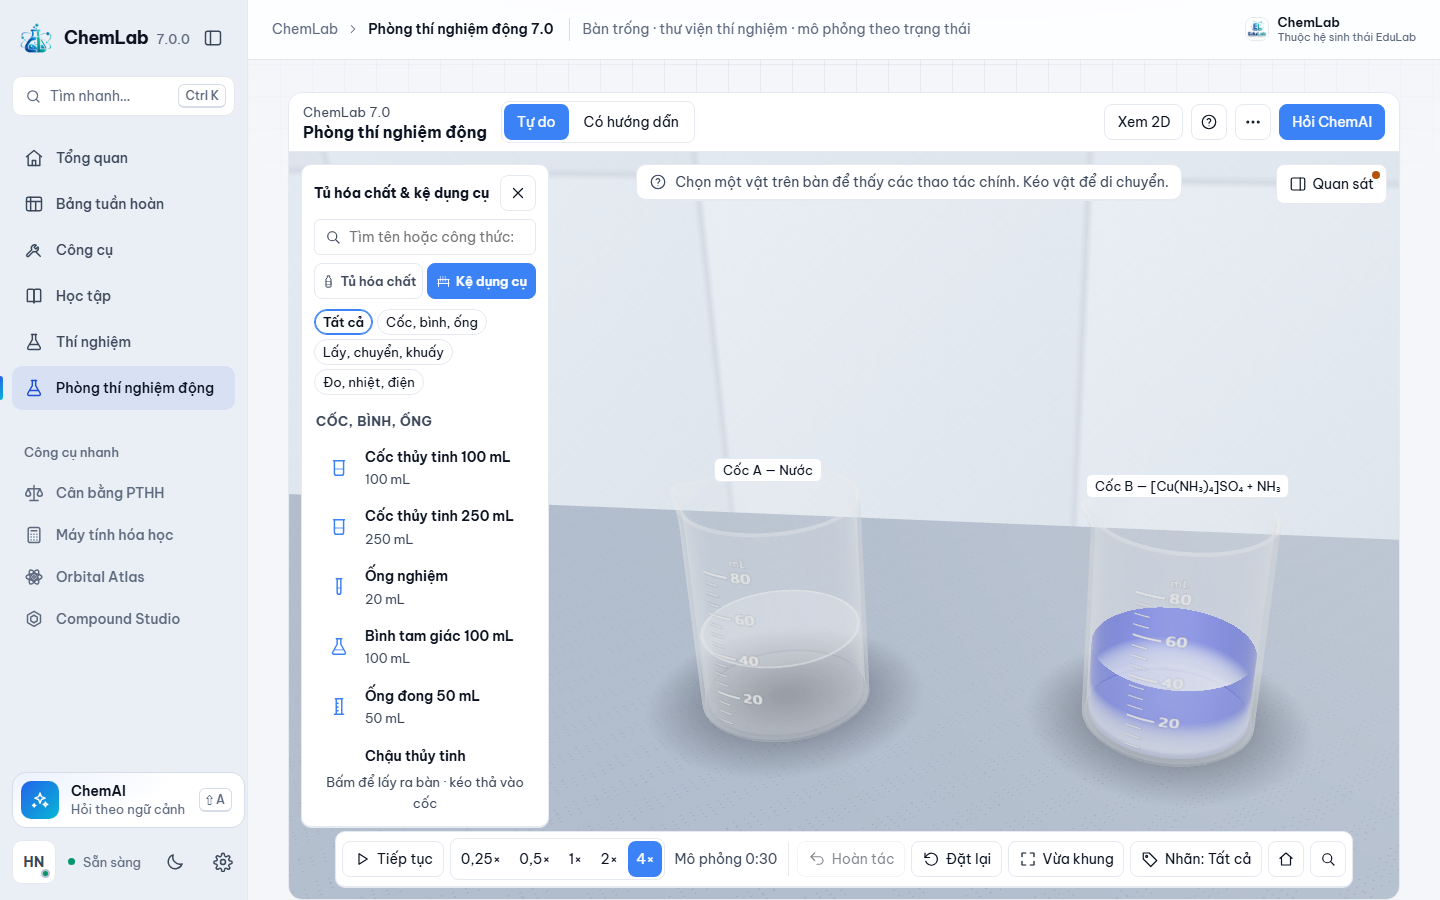 ChemLab 7.0.0
Tìm nhanh... Ctrl K
Tổng quan
Bảng tuần hoàn
Công cụ
Học tập
Thí nghiệm
Phòng thí nghiệm động
Công cụ nhanh
Cân bằng PTHH
Máy tính hóa học
Orbital Atlas
Compound Studio
ChemAI
Hỏi theo ngữ cảnh
⇧ A
HN
Sẵn sàng
ChemLab > Phòng thí nghiệm động 7.0 Bàn trống · thư viện thí nghiệm · mô phỏng theo trạng thái
ChemLab
Thuộc hệ sinh thái EduLab
ChemLab 7.0
Phòng thí nghiệm động
Tự do Có hướng dẫn
Xem 2D
Hỏi ChemAI
Tủ hóa chất & kệ dụng cụ
Tìm tên hoặc công thức:
Tủ hóa chất Kệ dụng cụ
Tất cả Cốc, bình, ống
Lấy, chuyển, khuấy
Đo, nhiệt, điện
CỐC, BÌNH, ỐNG
Cốc thủy tinh 100 mL
100 mL
Cốc thủy tinh 250 mL
250 mL
Ống nghiệm
20 mL
Bình tam giác 100 mL
100 mL
Ống đong 50 mL
50 mL
Chậu thủy tinh
Bấm để lấy ra bàn · kéo thả vào
cốc
Chọn một vật trên bàn để thấy các thao tác chính. Kéo vật để di chuyển.
Quan sát
Cốc A — Nước
mL
80
60
40
20
Cốc B — [Cu(NH₃)₄]SO₄ + NH₃
mL
80
60
40
20
Tiếp tục 0,25× 0,5× 1× 2× 4× Mô phỏng 0:30 Hoàn tác Đặt lại Vừa khung Nhãn: Tất cả